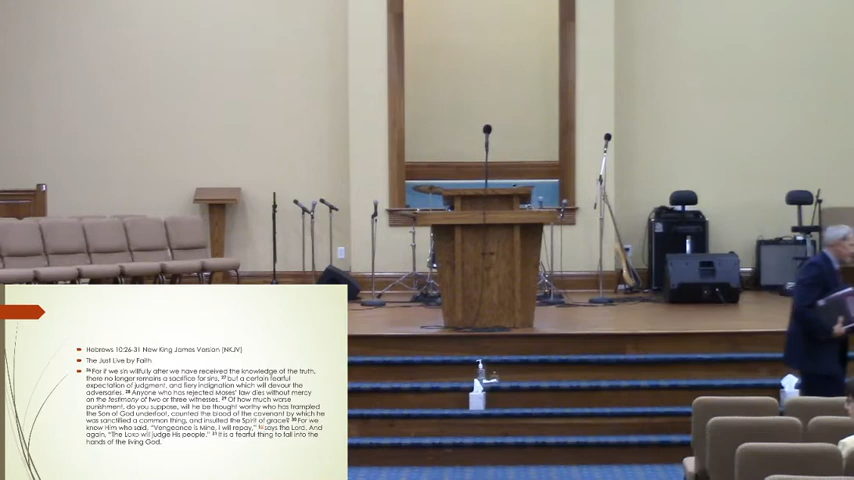 Hebrews 10:26-31 New King James Version (NKJV)
The Just Live by Faith
26 For if we sin willfully after we have received the knowledge of the truth,
there no longer remains a sacrifice for sins, 27 but a certain fearful
expectation of judgment, and fiery indignation which will devour the
adversaries. 28 Anyone who has rejected Moses' law dies without mercy
on the testimony of two or three witnesses. 29 Of how much worse
punishment, do you suppose, will he be thought worthy who has trampled
the Son of God underfoot, counted the blood of the covenant by which he
was sanctified a common thing, and insulted the Spirit of grace? 30 For we
know Him who said, "Vengeance is Mine, I will repay," says the Lord. And
again, "The LORD will judge His people." 31 It is a fearful thing to fall into the
hands of the living God.